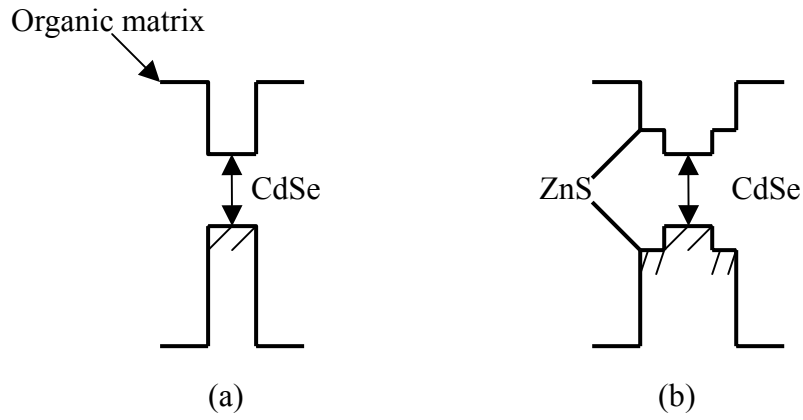 Organic matrix
CdSe
ZnS
CdSe
(a)
(b)